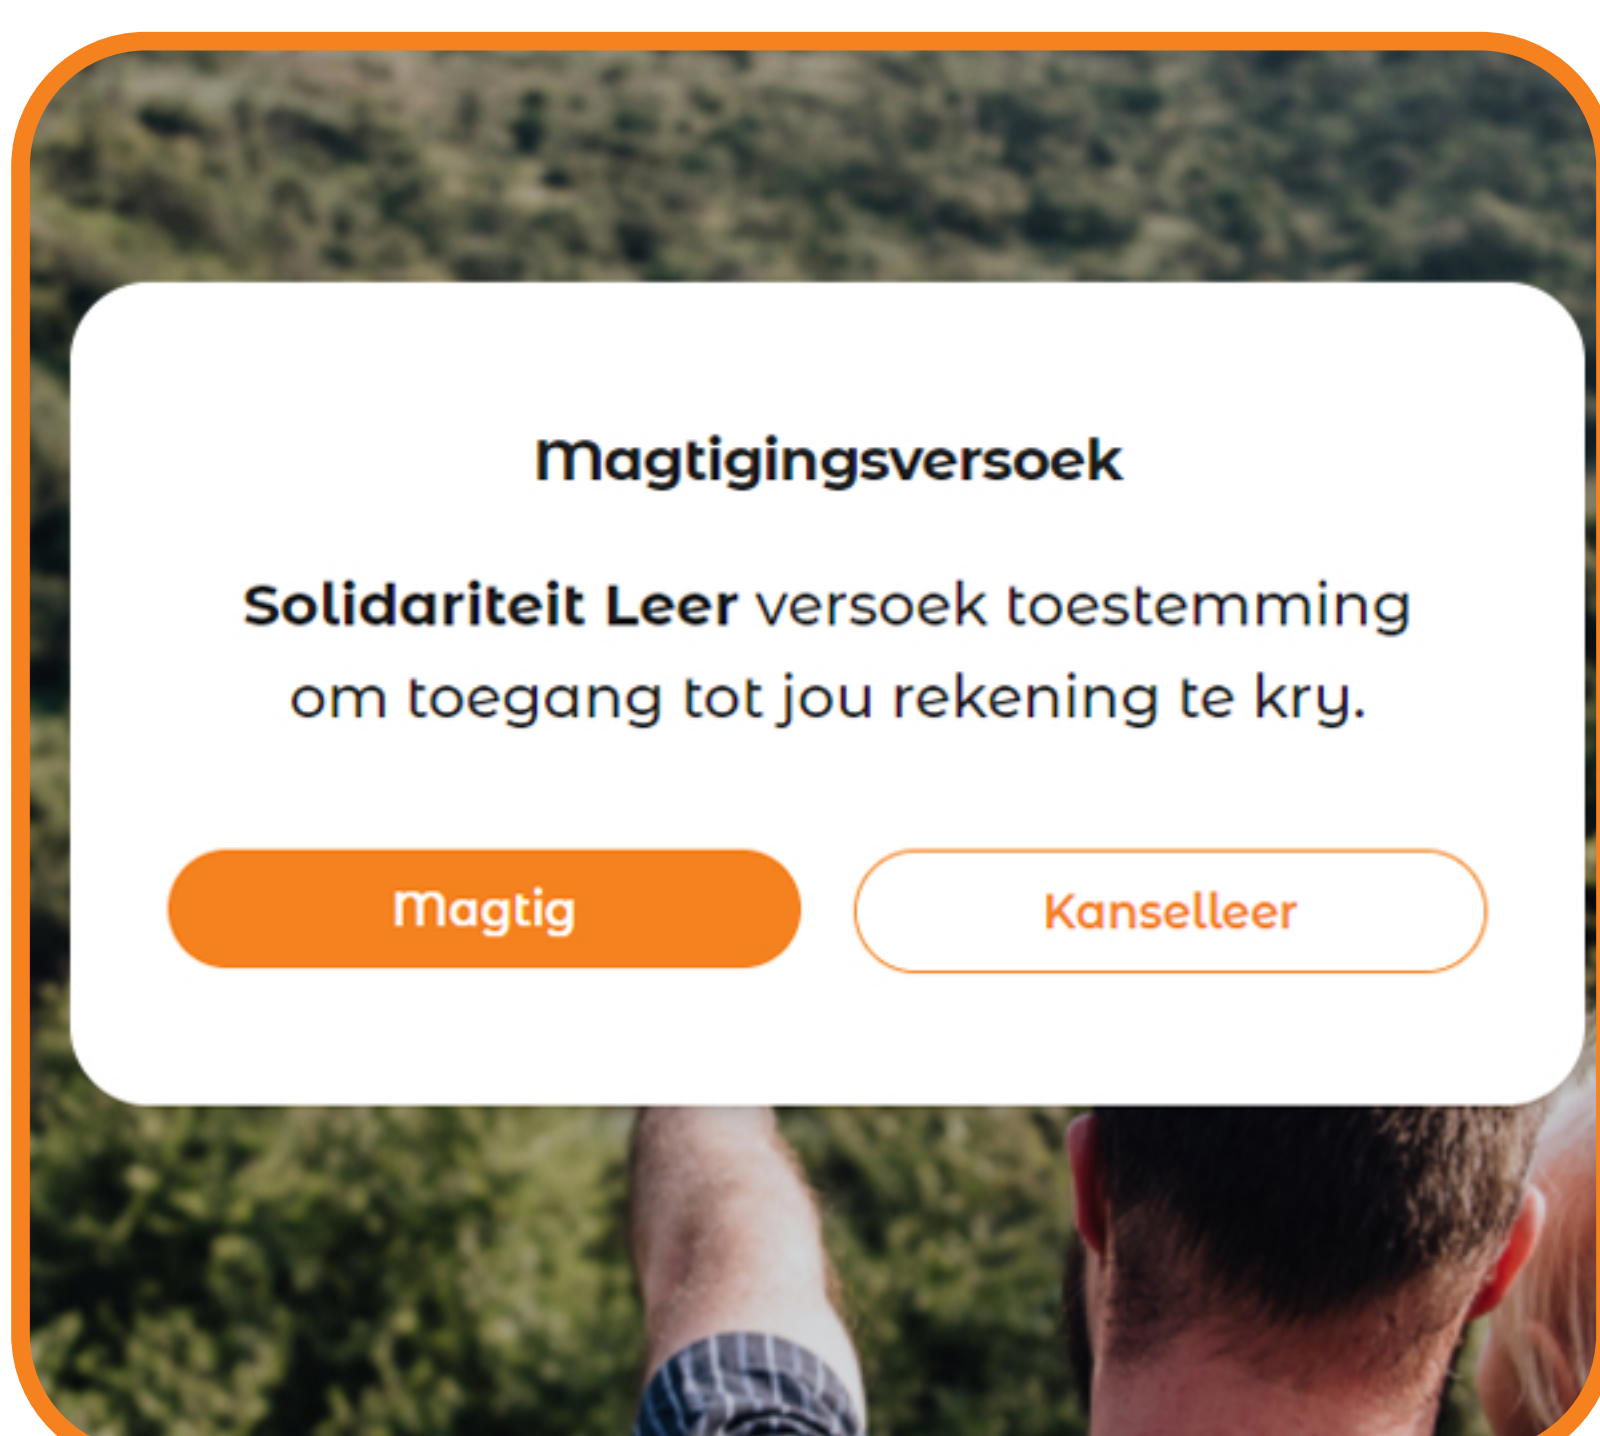 Magtigingsversoek
Solidariteit Leer versoek toestemming
om toegang tot jou rekening te kry.
Magtig
Kanselleer